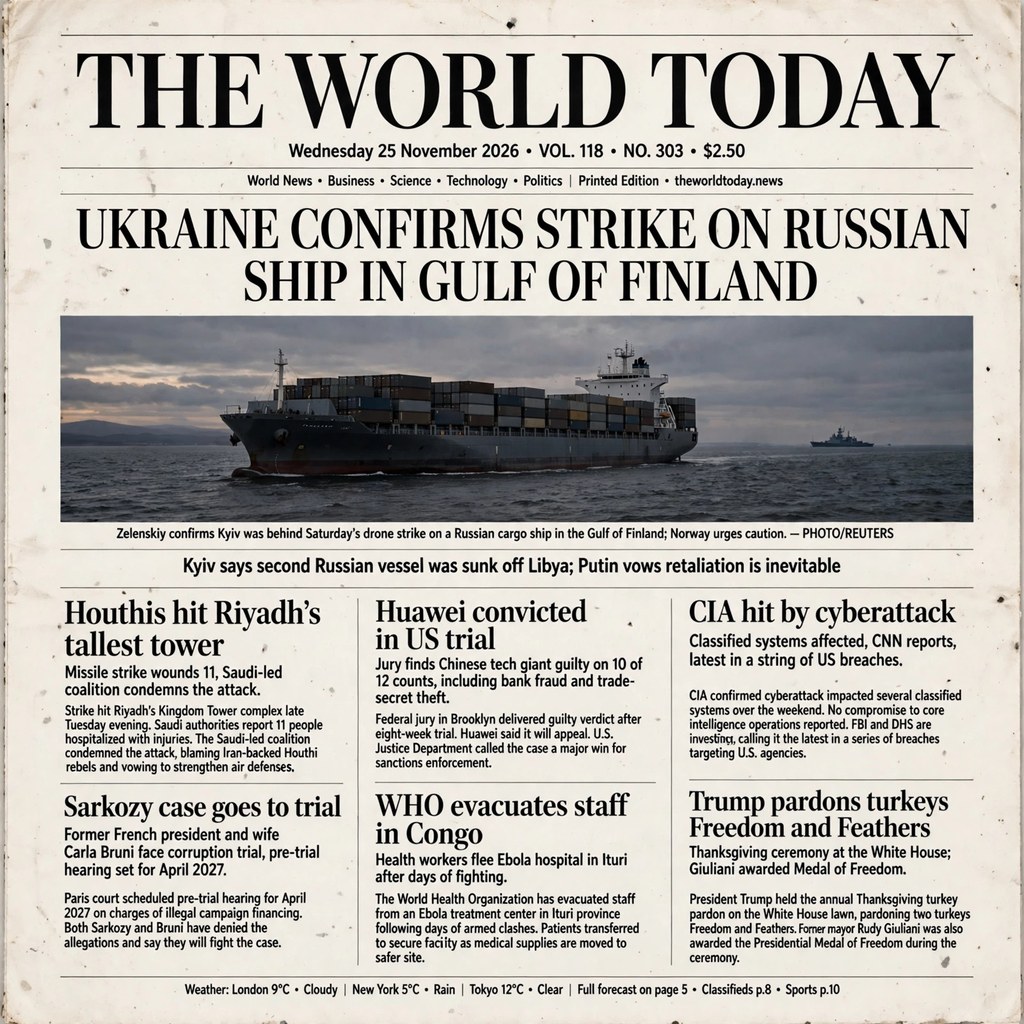 THE WORLD TODAY
Wednesday 25 November 2026 • VOL. 118 • NO. 303 • $2.50
World News • Business • Science • Technology • Politics | Printed Edition • theworldtoday.news
UKRAINE CONFIRMS STRIKE ON RUSSIAN
SHIP IN GULF OF FINLAND
Zelenskiy confirms Kyiv was behind Saturday's drone strike on a Russian cargo ship in the Gulf of Finland; Norway urges caution. — PHOTO/REUTERS
Kyiv says second Russian vessel was sunk off Libya; Putin vows retaliation is inevitable
Houthis hit Riyadh's
tallest tower
Missile strike wounds 11, Saudi-led
coalition condemns the attack.
Strike hit Riyadh's Kingdom Tower complex late
Tuesday evening. Saudi authorities report 11 people
hospitalized with injuries. The Saudi-led coalition
condemned the attack, blaming Iran-backed Houthi
rebels and vowing to strengthen air defenses.
Sarkozy case goes to trial
Former French president and wife
Carla Bruni face corruption trial, pre-trial
hearing set for April 2027.
Paris court scheduled pre-trial hearing for April
2027 on charges of illegal campaign financing.
Both Sarkozy and Bruni have denied the
allegations and say they will fight the case.
Huawei convicted
in US trial
Jury finds Chinese tech giant guilty on 10 of
12 counts, including bank fraud and trade-
secret theft.
Federal jury in Brooklyn delivered guilty verdict after
eight-week trial. Huawei said it will appeal. U.S.
Justice Department called the case a major win for
sanctions enforcement.
WHO evacuates staff
in Congo
Health workers flee Ebola hospital in Ituri
after days of fighting.
The World Health Organization has evacuated staff
from an Ebola treatment center in Ituri province
following days of armed clashes. Patients transferred
to secure facility as medical supplies are moved to
safer site.
CIA hit by cyberattack
Classified systems affected, CNN reports,
latest in a string of US breaches.
CIA confirmed cyberattack impacted several classified
systems over the weekend. No compromise to core
intelligence operations reported. FBI and DHS are
investing, calling it the latest in a series of breaches
targeting U.S. agencies.
Trump pardons turkeys
Freedom and Feathers
Thanksgiving ceremony at the White House;
Giuliani awarded Medal of Freedom.
President Trump held the annual Thanksgiving turkey
pardon on the White House lawn, pardoning two turkeys
Freedom and Feathers. Former mayor Rudy Giuliani was also
awarded the Presidential Medal of Freedom during the
ceremony.
Weather: London 9°C • Cloudy | New York 5°C • Rain | Tokyo 12°C • Clear | Full forecast on page 5 • Classifieds p.8 • Sports p.10